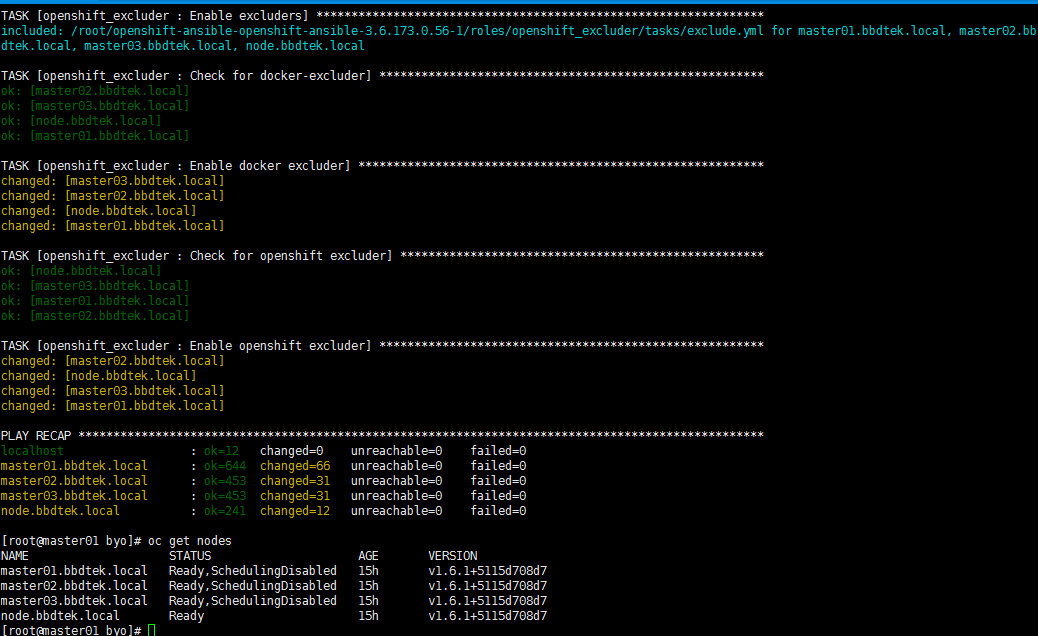 TASK [openshift_excluder : Enable excluders] ****************************************************************
included: /root/openshift-ansible-openshift-ansible-3.6.173.0.56-1/roles/openshift_excluder/tasks/exclude.yml for master01.bbdtek.local, master02.bb
dtek.local, master03.bbdtek.local, node.bbdtek.local
TASK [openshift_excluder : Check for docker-excluder] *******************************************************
ok: [master02.bbdtek.local]
ok: [master03.bbdtek.local]
ok: [node.bbdtek.local]
ok: [master01.bbdtek.local]
TASK [openshift_excluder : Enable docker excluder] **********************************************************
changed: [master03.bbdtek.local]
changed: [master02.bbdtek.local]
changed: [node.bbdtek.local]
changed: [master01.bbdtek.local]
TASK [openshift_excluder : Check for openshift excluder] ****************************************************
ok: [node.bbdtek.local]
ok: [master03.bbdtek.local]
ok: [master01.bbdtek.local]
ok: [master02.bbdtek.local]
TASK [openshift_excluder : Enable openshift excluder] *******************************************************
changed: [master02.bbdtek.local]
changed: [node.bbdtek.local]
changed: [master03.bbdtek.local]
changed: [master01.bbdtek.local]
PLAY RECAP **************************************************************************************************
localhost                  : ok=12   changed=0    unreachable=0    failed=0
master01.bbdtek.local      : ok=644  changed=66   unreachable=0    failed=0
master02.bbdtek.local      : ok=453  changed=31   unreachable=0    failed=0
master03.bbdtek.local      : ok=453  changed=31   unreachable=0    failed=0
node.bbdtek.local          : ok=241  changed=12   unreachable=0    failed=0
[root@master01 byo]# oc get nodes
NAME                    STATUS                     AGE       VERSION
master01.bbdtek.local   Ready,SchedulingDisabled   15h       v1.6.1+5115d708d7
master02.bbdtek.local   Ready,SchedulingDisabled   15h       v1.6.1+5115d708d7
master03.bbdtek.local   Ready,SchedulingDisabled   15h       v1.6.1+5115d708d7
node.bbdtek.local       Ready                      15h       v1.6.1+5115d708d7
[root@master01 byo]#